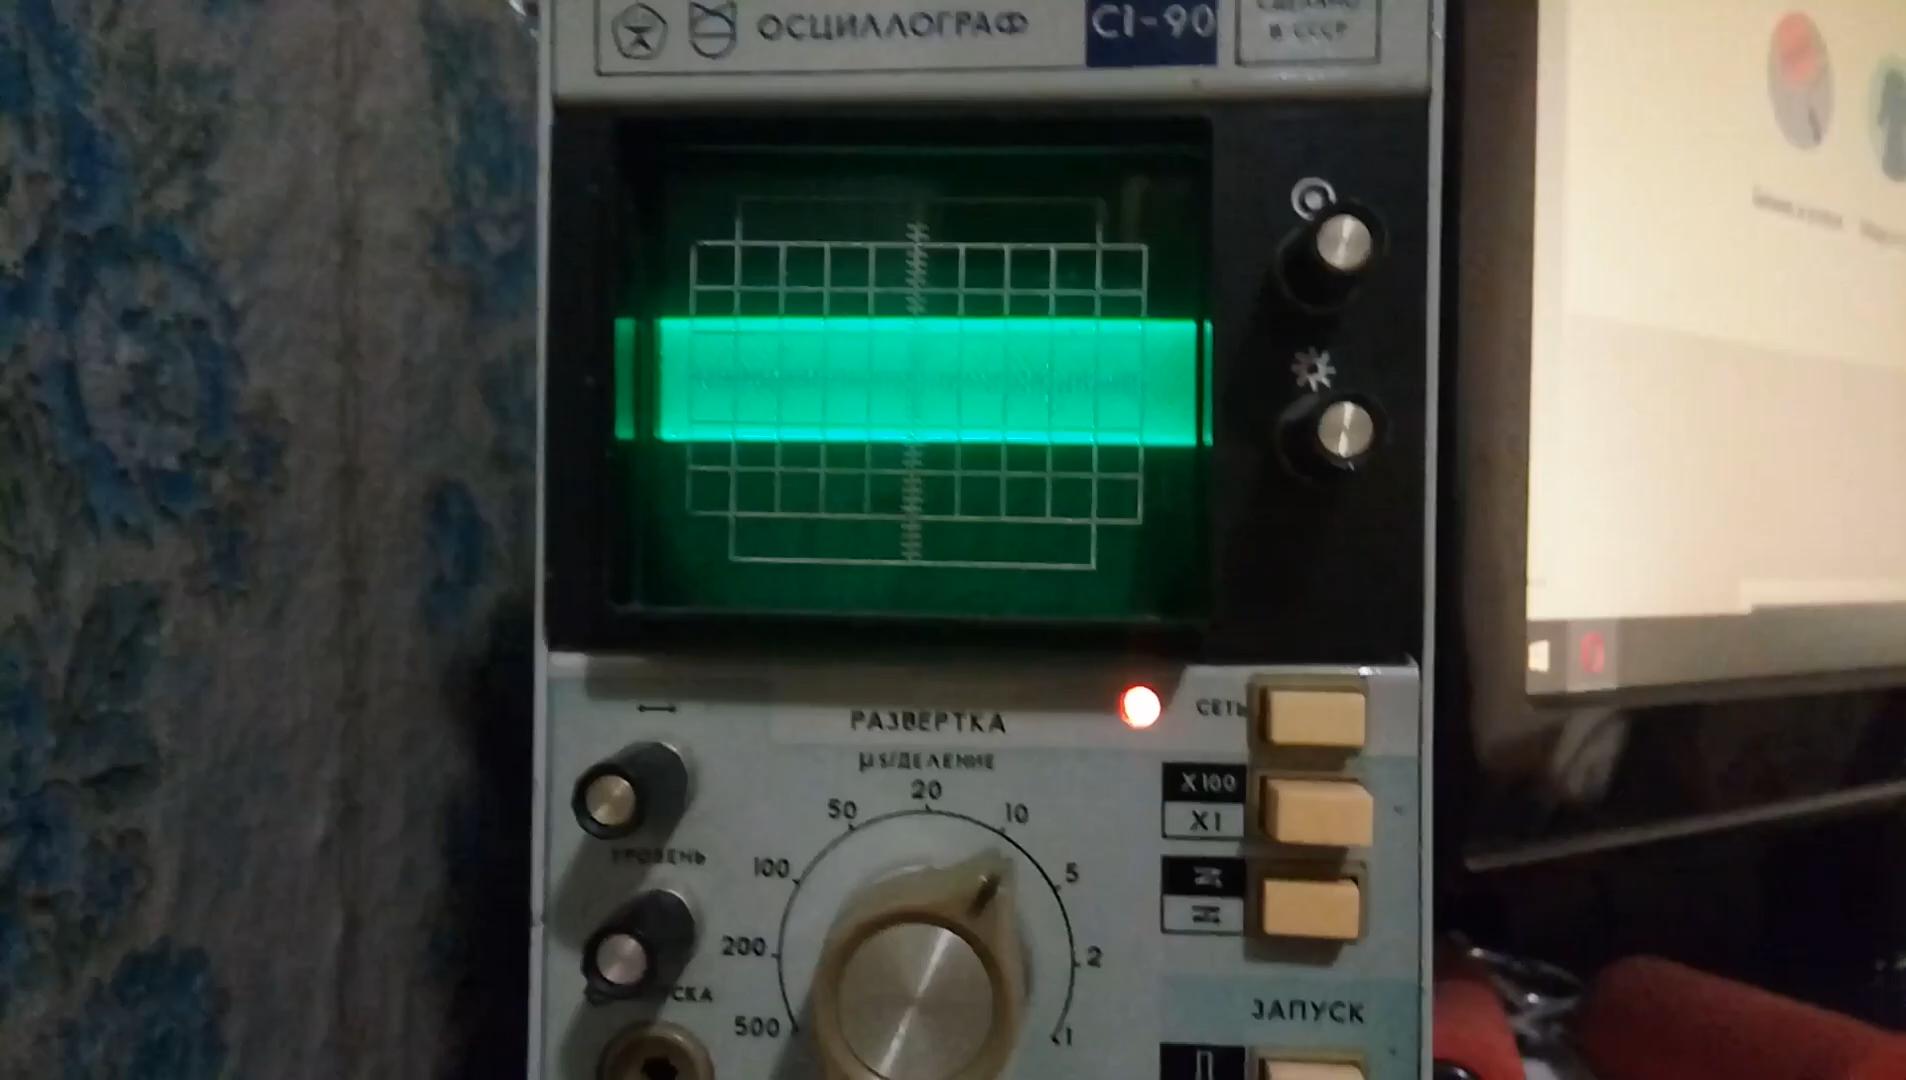 ОСЦИЛЛОГРАФ
С1-90
СДЕЛАНО
В СССР
РАЗВЕРТКА
СЕТЬ
µS/ДЕЛЕНИЕ
X100
X1
20
50
10
100
5
УРОВЕНЬ
200
2
500
1
ЗАПУСК